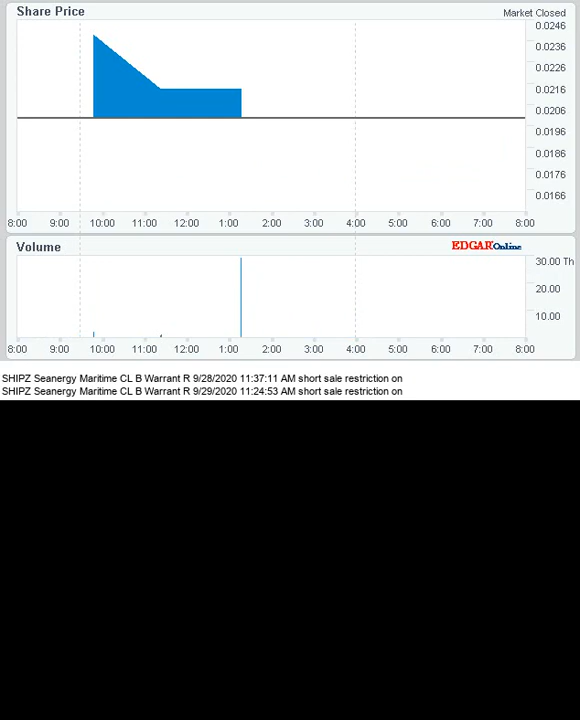 Share Price
Market Closed
0.0246
0.0236
0.0226
0.0216
0.0206
0.0196
0.0186
0.0176
0.0166
8:00 9:00 10:00 11:00 12:00 1:00 2:00 3:00 4:00 5:00 6:00 7:00 8:00
Volume
EDGAROnline
30.00 Th
20.00
10.00
8:00 9:00 10:00 11:00 12:00 1:00 2:00 3:00 4:00 5:00 6:00 7:00 8:00
SHIPZ Seanergy Maritime CL B Warrant R 9/28/2020 11:37:11 AM short sale restriction on
SHIPZ Seanergy Maritime CL B Warrant R 9/29/2020 11:24:53 AM short sale restriction on